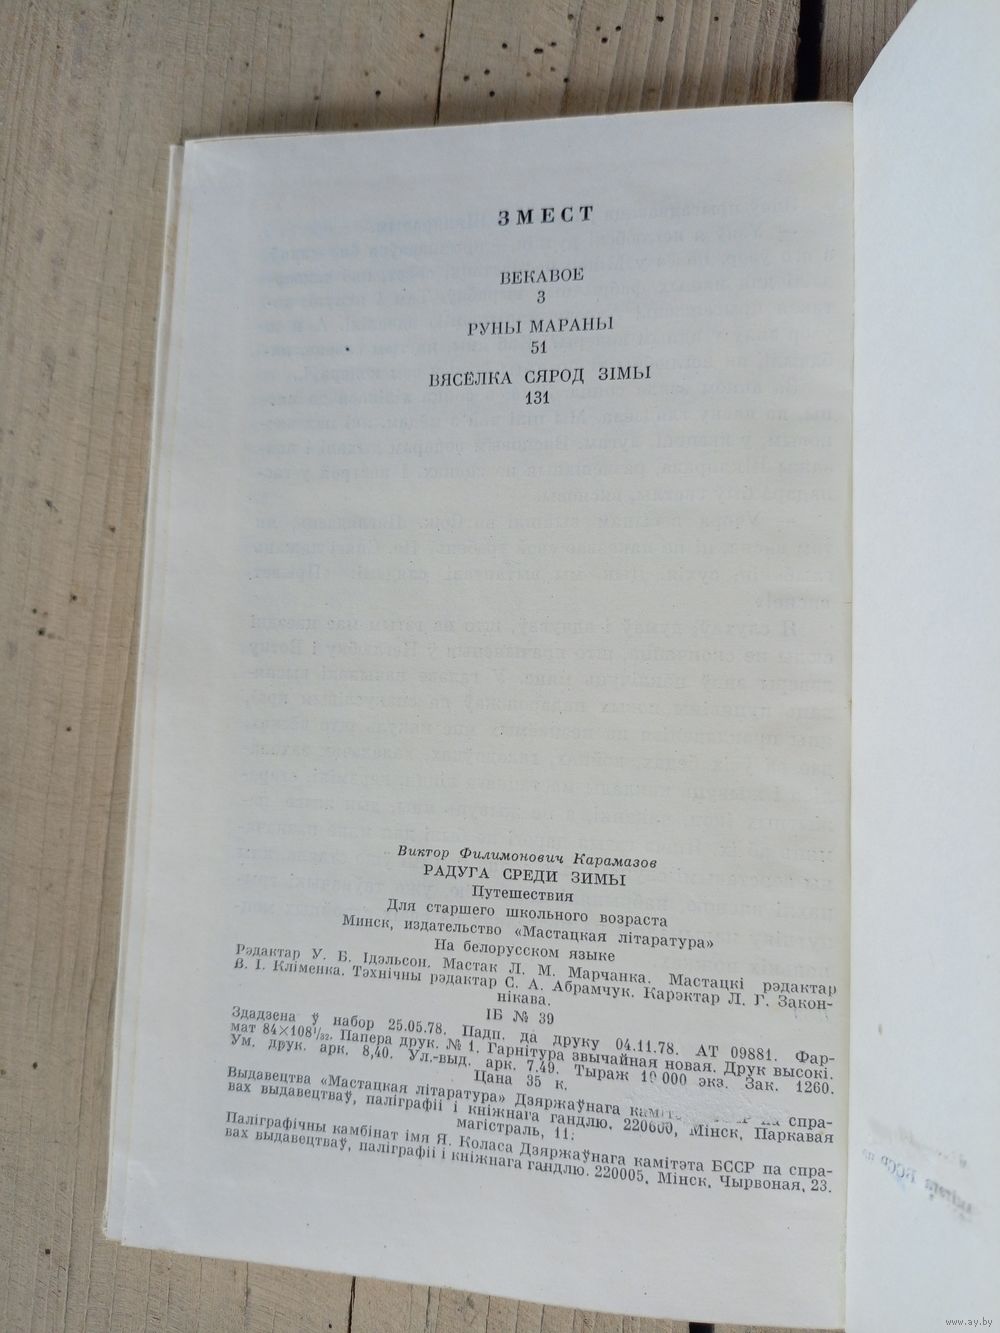 ЗМЕСТ
ВЕКАВОЕ
3
РУНЫ МАРАНЫ
51
ВЯСЁЛКА СЯРОД ЗІМЫ
131
Виктор Филимонович Карамазов
РАДУГА СРЕДИ ЗИМЫ
Путешествия
Для старшего школьного возраста
Минск, издательство «Мастацкая літаратура»
На белорусском языке
Рэдактар У. Б. Ідэльсон. Мастак Л. М. Марчанка. Мастацкі рэдактар
В. І. Кліменка. Тэхнічны рэдактар С. А. Абрамчук. Карэктар Л. Г. Закон-
нікава.
ІБ № 39
Здадзена ў набор 25.05.78. Падп. да друку 04.11.78. АТ 09881. Фар-
мат 84×108¹/₃₂. Папера друк. № 1. Гарнітура звычайная новая. Друк высокі.
Ум. друк. арк. 8,40. Ул.-выд. арк. 7.49. Тыраж 10 000 экз. Зак. 1260.
Цана 35 к.
Выдавецтва «Мастацкая літаратура» Дзяржаўнага па спра-
вах выдавецтваў, паліграфіі і кніжнага гандлю. 220600, Мінск, Паркавая
магістраль, 11.
Паліграфічны камбінат імя Я. Коласа Дзяржаўнага камітэта БССР па спра-
вах выдавецтваў, паліграфіі і кніжнага гандлю. 220005, Мінск, Чырвоная, 23.
www.ay.by